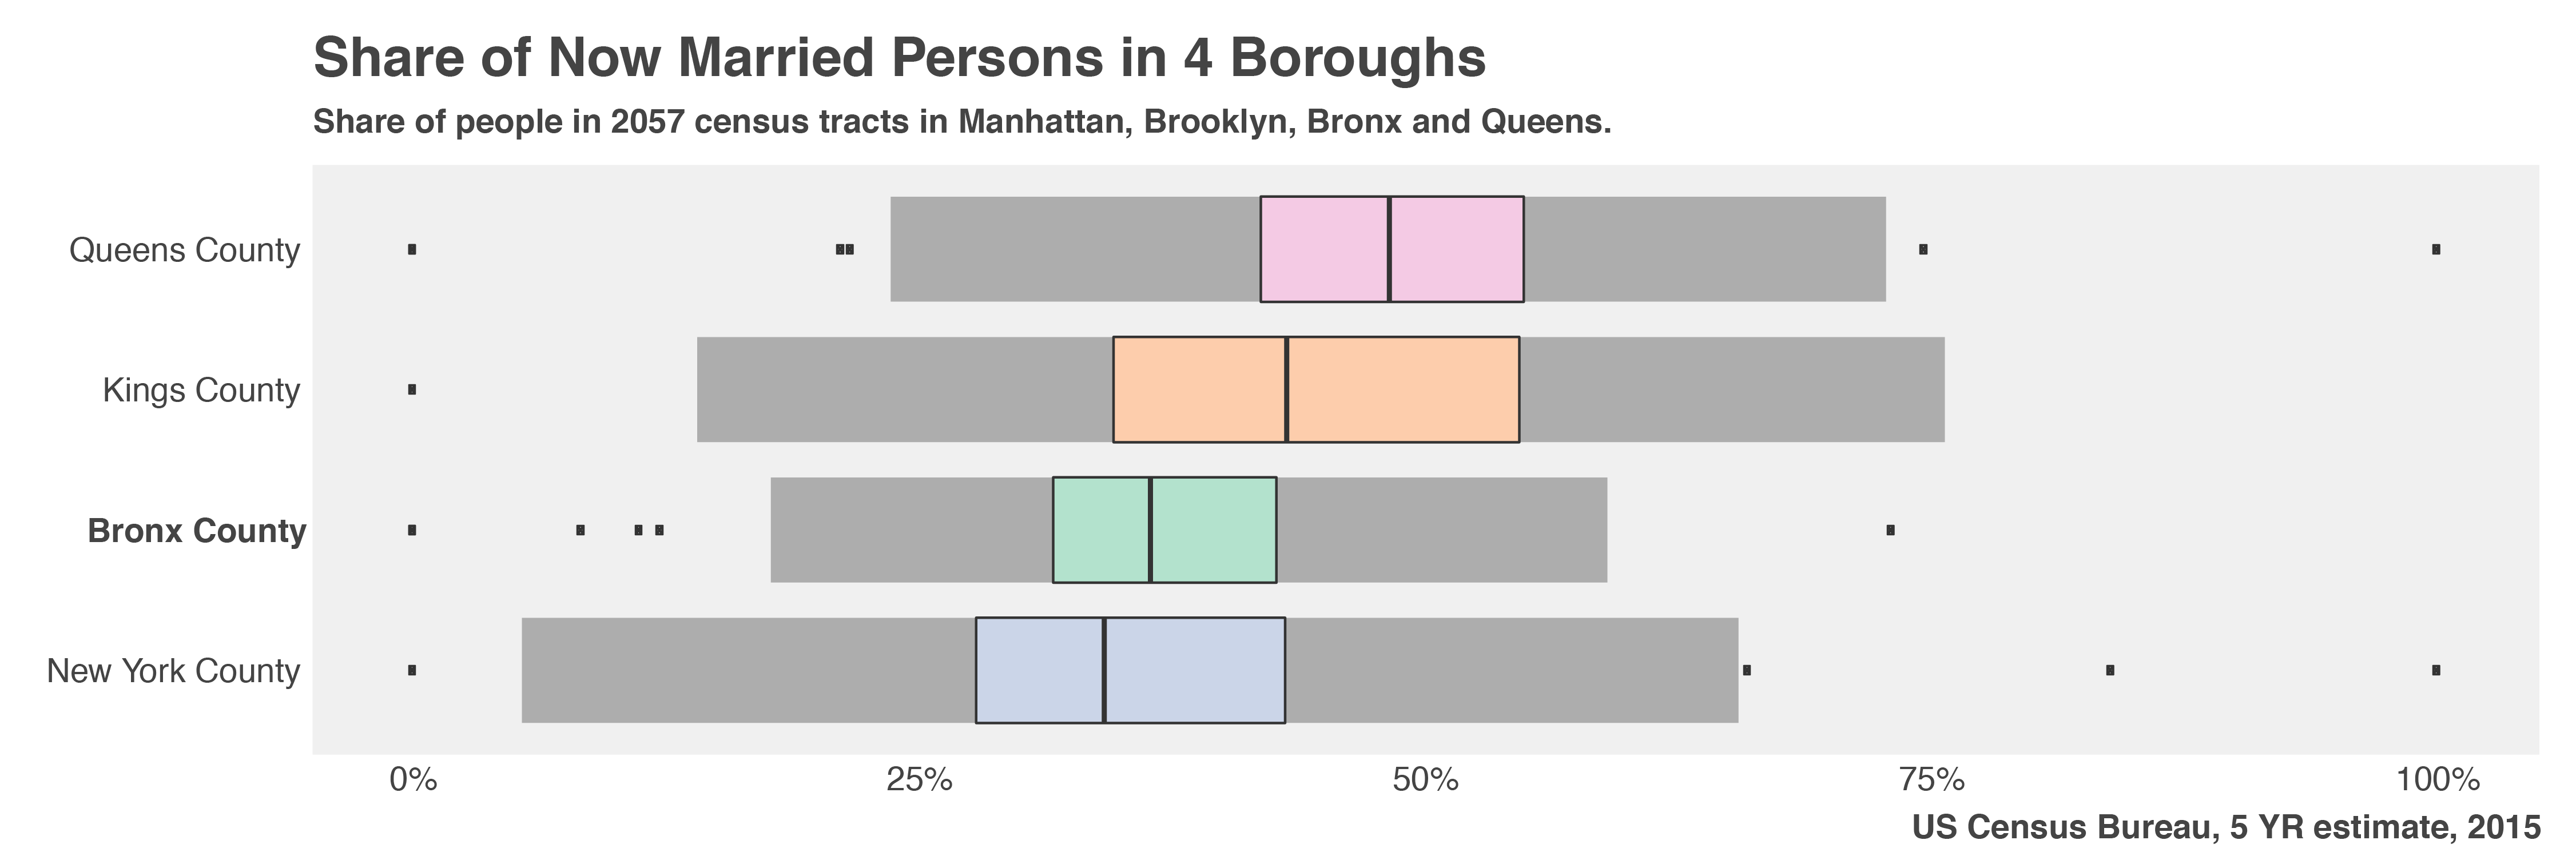 Share of Now Married Persons in 4 Boroughs
Share of people in 2057 census tracts in Manhattan, Brooklyn, Bronx and Queens.
Queens County
Kings County
Bronx County
New York County
0% 25% 50% 75% 100%
US Census Bureau, 5 YR estimate, 2015